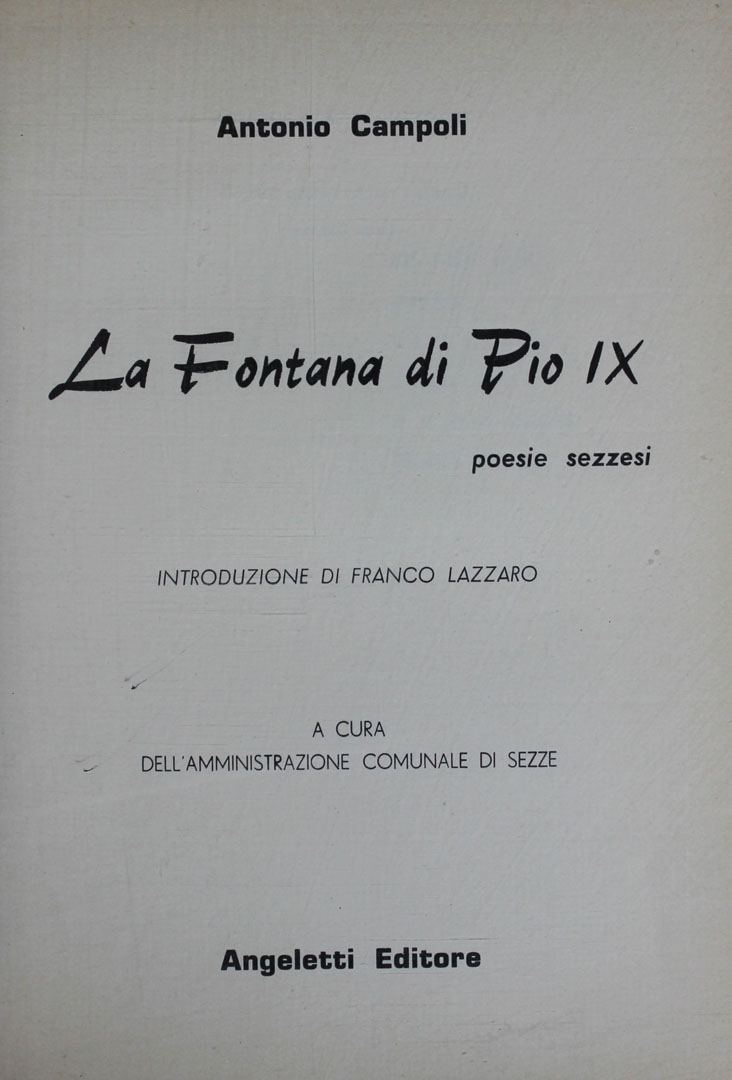 Antonio Campoli
La Fontana di Pio IX
poesie sezzesi
INTRODUZIONE DI FRANCO LAZZARO
A CURA
DELL'AMMINISTRAZIONE COMUNALE DI SEZZE
Angeletti Editore